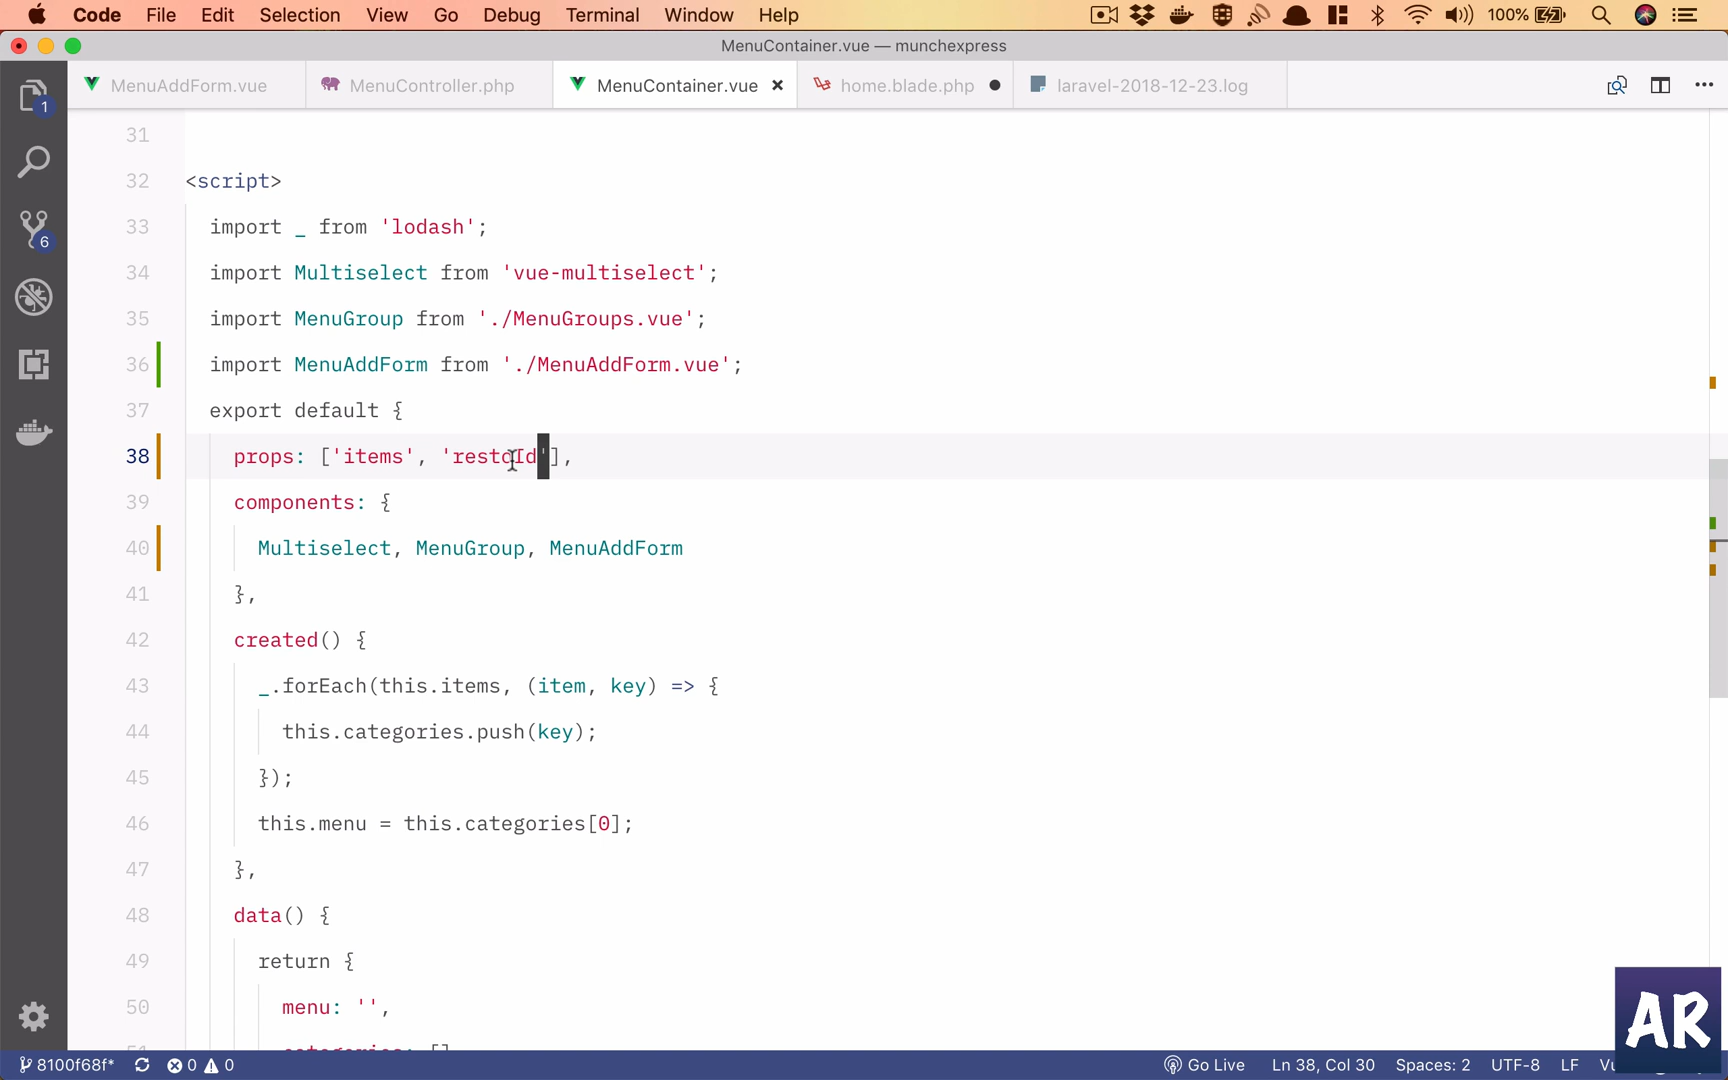 Code File Edit Selection View Go Debug Terminal Window Help 100%
MenuContainer.vue — munchexpress
MenuAddForm.vue MenuController.php MenuContainer.vue home.blade.php laravel-2018-12-23.log
1
6
31
32 <script>
33 import _ from 'lodash';
34 import Multiselect from 'vue-multiselect';
35 import MenuGroup from './MenuGroups.vue';
36 import MenuAddForm from './MenuAddForm.vue';
37 export default {
38 props: ['items', 'restoId'],
39 components: {
40 Multiselect, MenuGroup, MenuAddForm
41 },
42 created() {
43 _.forEach(this.items, (item, key) => {
44 this.categories.push(key);
45 });
46 this.menu = this.categories[0];
47 },
48 data() {
49 return {
50 menu: '',
AR
8100f68f* 0 0 Go Live Ln 38, Col 30 Spaces: 2 UTF-8 LF